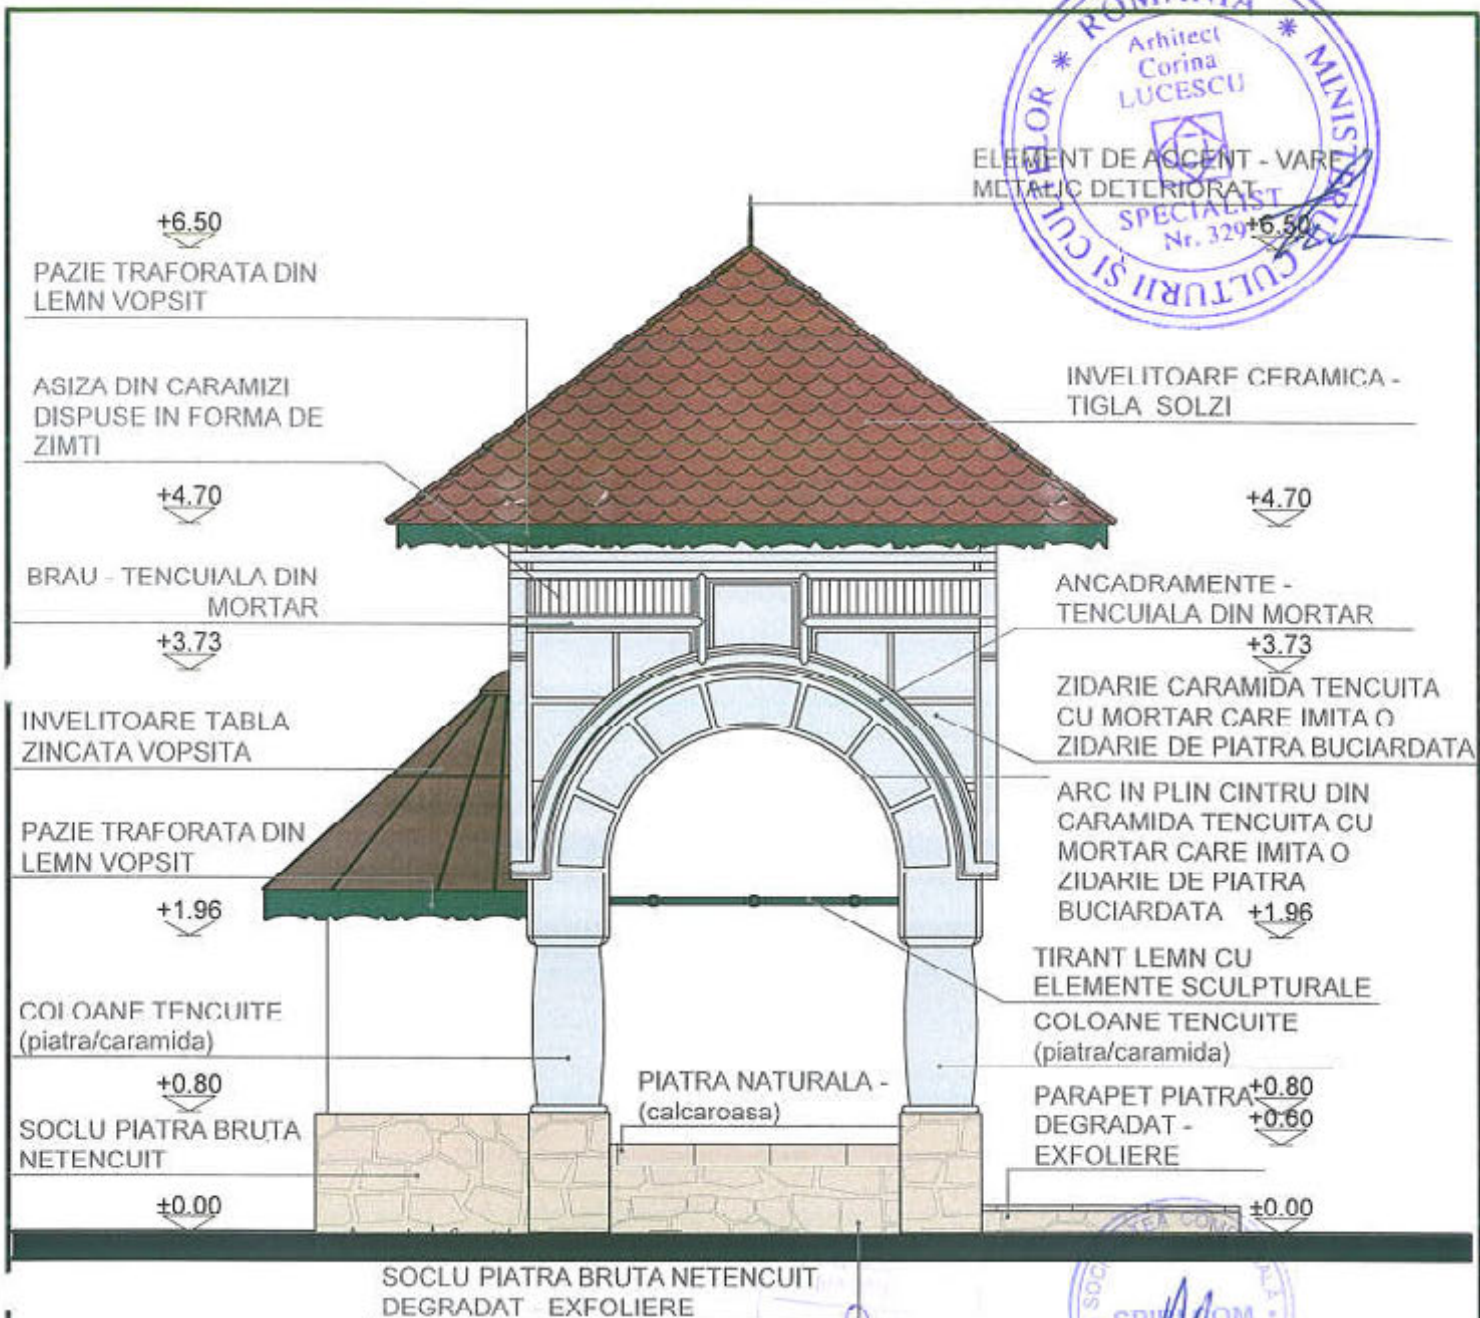 ROMANIA * MINISTERUL CULTURII ȘI CULTELOR *
Arhitect
Corina
LUCESCU
SPECIALIST
Nr. 329
ELEMENT DE ACCENT - VARF
METALIC DETERIORAT
+6.50
+6.50
PAZIE TRAFORATA DIN
LEMN VOPSIT
INVELITOARE CERAMICA -
TIGLA SOLZI
ASIZA DIN CARAMIZI
DISPUSE IN FORMA DE
ZIMTI
+4.70
+4.70
BRAU - TENCUIALA DIN
MORTAR
ANCADRAMENTE -
TENCUIALA DIN MORTAR
+3.73
+3.73
INVELITOARE TABLA
ZINCATA VOPSITA
ZIDARIE CARAMIDA TENCUITA
CU MORTAR CARE IMITA O
ZIDARIE DE PIATRA BUCIARDATA
PAZIE TRAFORATA DIN
LEMN VOPSIT
ARC IN PLIN CINTRU DIN
CARAMIDA TENCUITA CU
MORTAR CARE IMITA O
ZIDARIE DE PIATRA
BUCIARDATA +1.96
+1.96
TIRANT LEMN CU
ELEMENTE SCULPTURALE
COLOANE TENCUITE
(piatra/caramida)
COLOANE TENCUITE
(piatra/caramida)
+0.80
PIATRA NATURALA -
(calcaroasa)
PARAPET PIATRA +0.80
DEGRADAT - +0.60
EXFOLIERE
SOCLU PIATRA BRUTA
NETENCUIT
±0.00
±0.00
SOCLU PIATRA BRUTA NETENCUIT
DEGRADAT EXFOLIERE